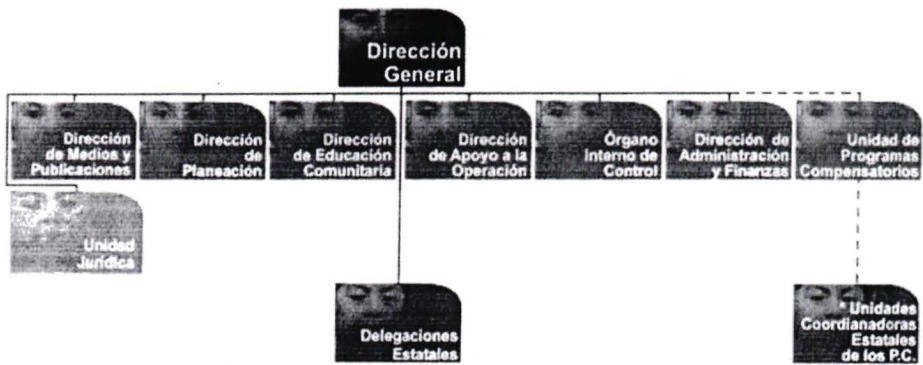 Dirección
General
Dirección
de Medios y
Publicaciones
Dirección
de
Planeación
Dirección
de Educación
Comunitaria
Dirección
de Apoyo a la
Operación
Órgano
Interno de
Control
Dirección de
Administración
y Finanzas
Unidad de
Programas
Compensatorios
Unidad
Jurídica
Delegaciones
Estatales
* Unidades
Coordianadoras
Estatales
de los P.C.